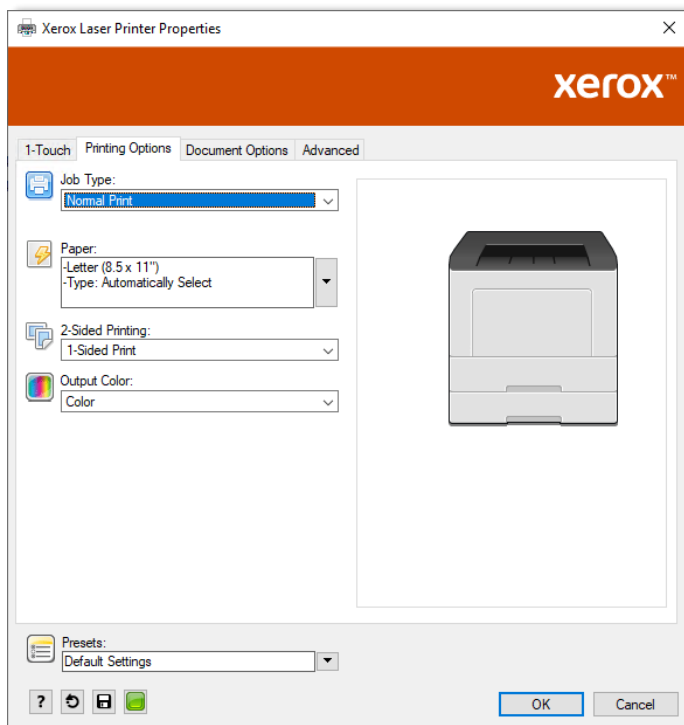 Xerox Laser Printer Properties
xerox™
1-Touch Printing Options Document Options Advanced
Job Type:
Normal Print
Paper:
-Letter (8.5 x 11")
-Type: Automatically Select
2-Sided Printing:
1-Sided Print
Output Color:
Color
Presets:
Default Settings
?
OK Cancel